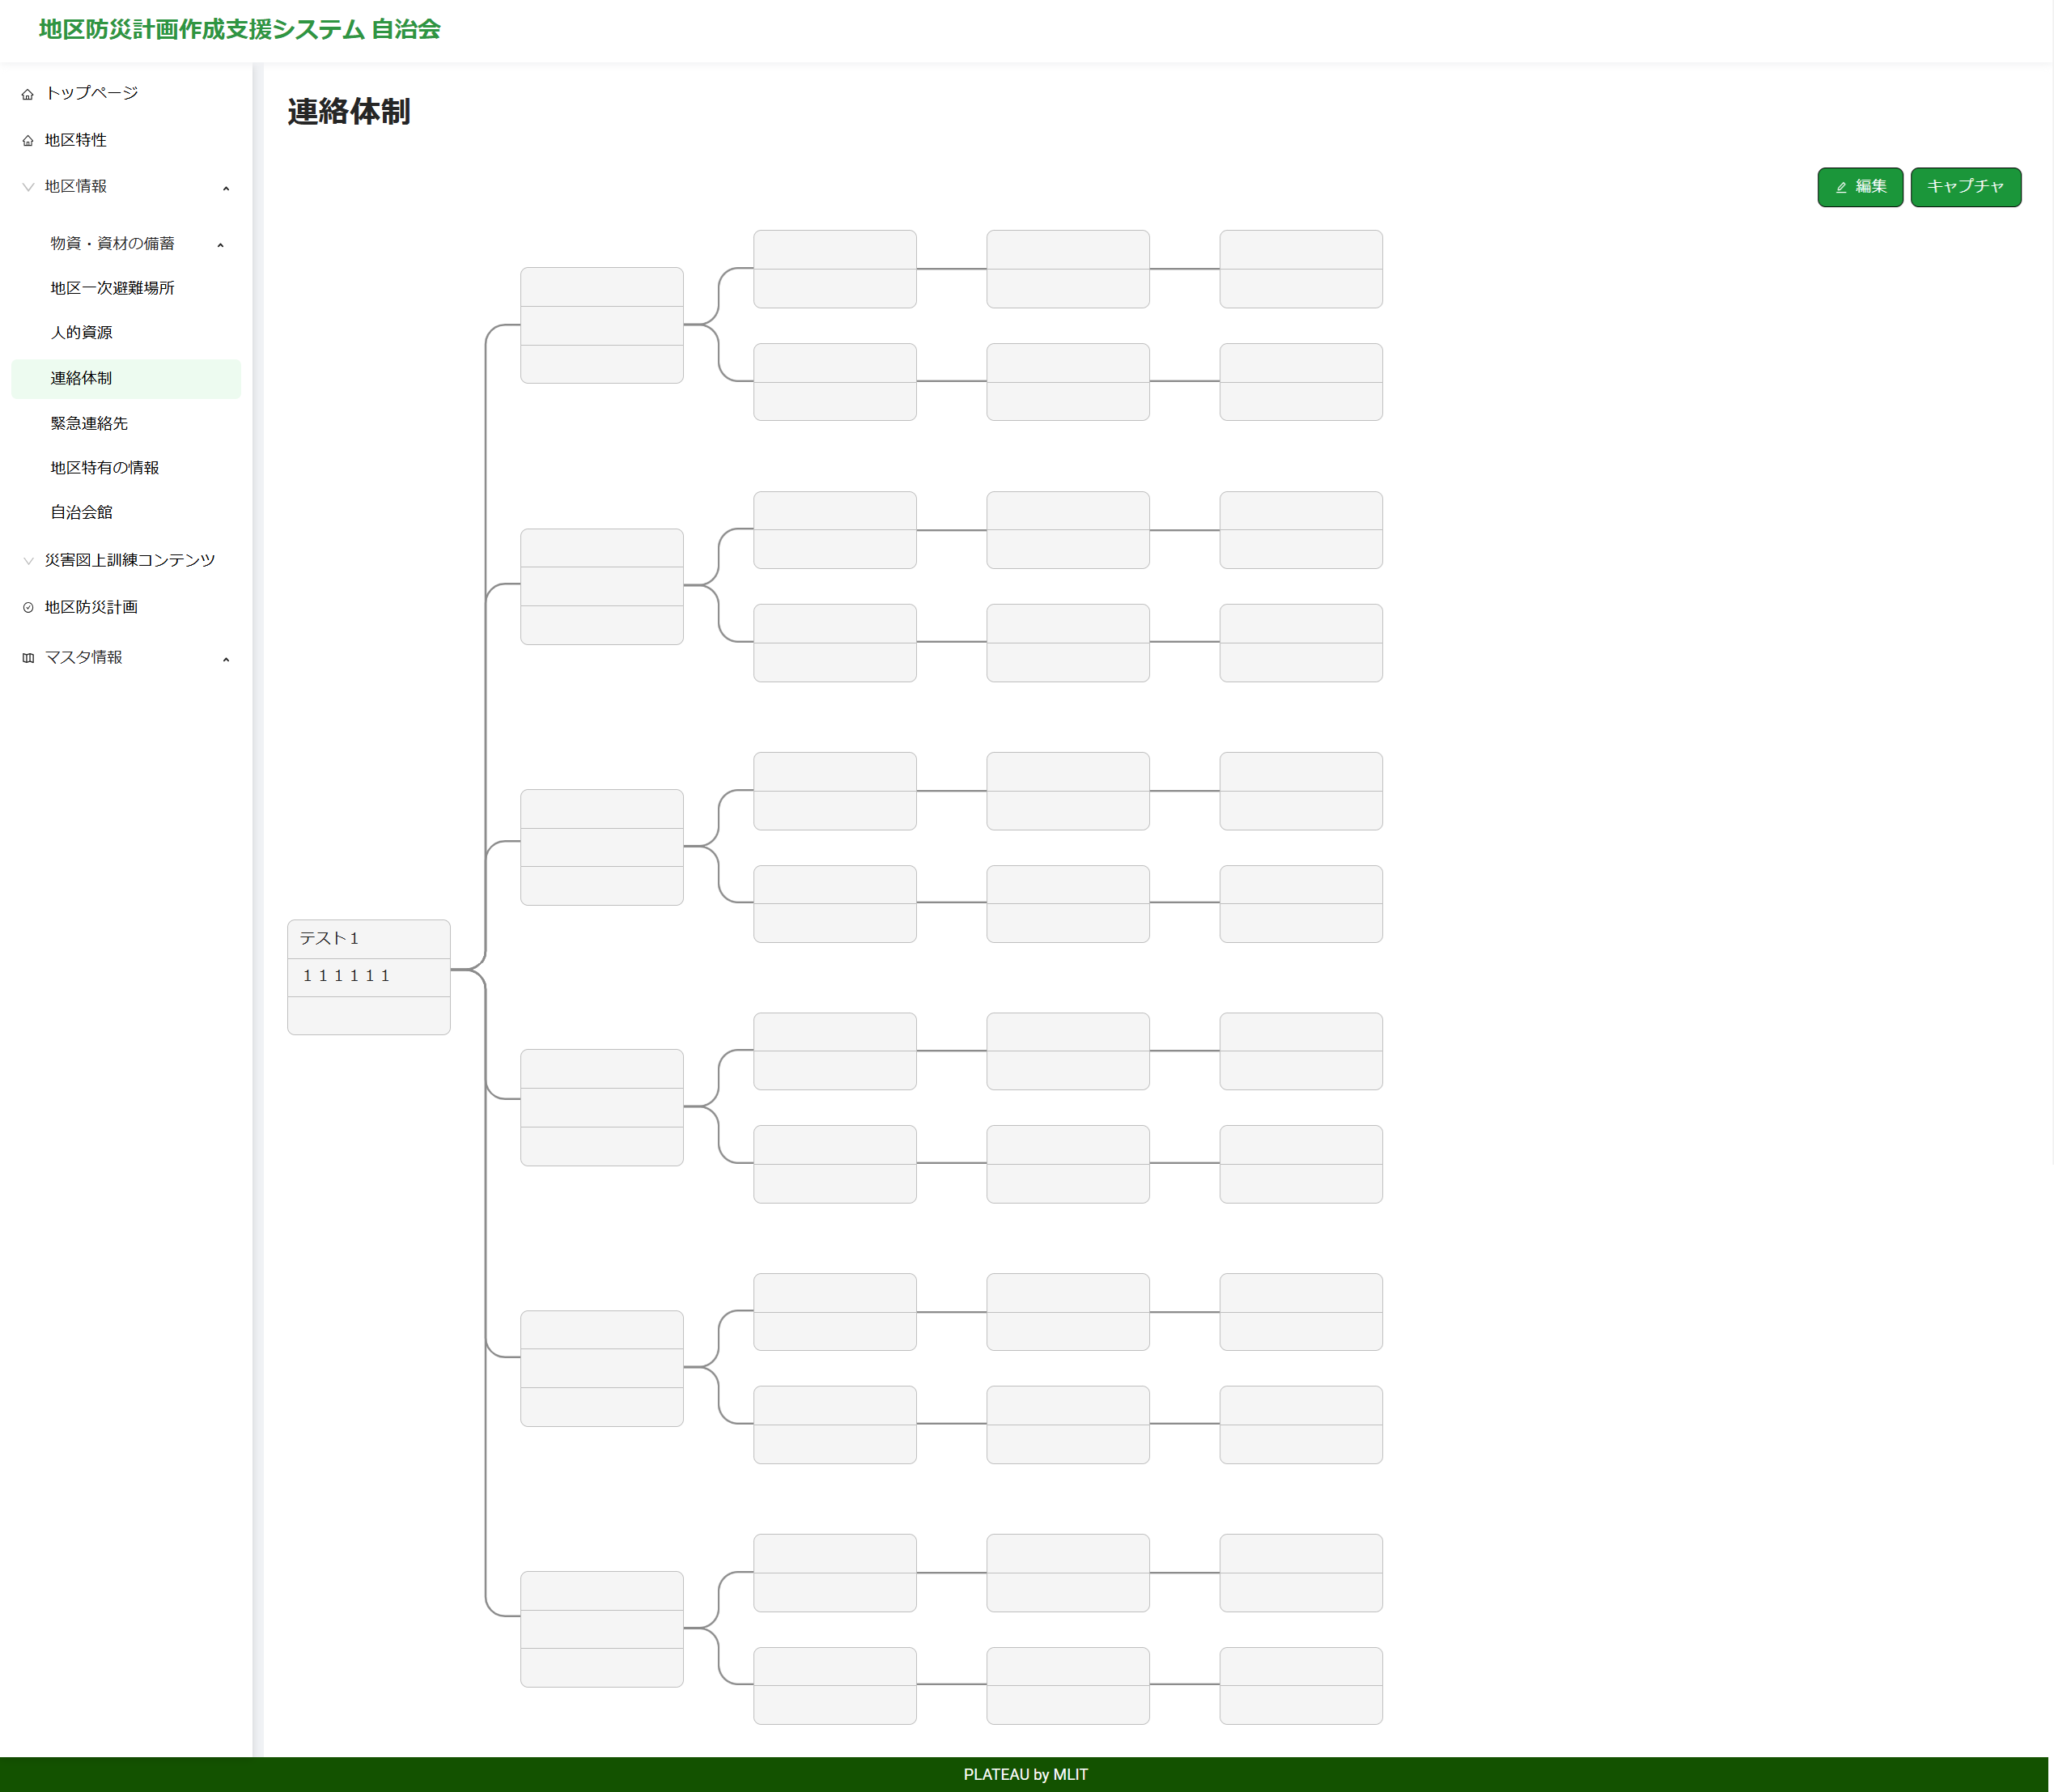 地区防災計画作成支援システム 自治会
トップページ
地区特性
地区情報
物資・資材の備蓄
地区一次避難場所
人的資源
連絡体制
緊急連絡先
地区特有の情報
自治会館
災害図上訓練コンテンツ
地区防災計画
マスタ情報
連絡体制
編集
キャプチャ
テスト１
１１１１１１
PLATEAU by MLIT